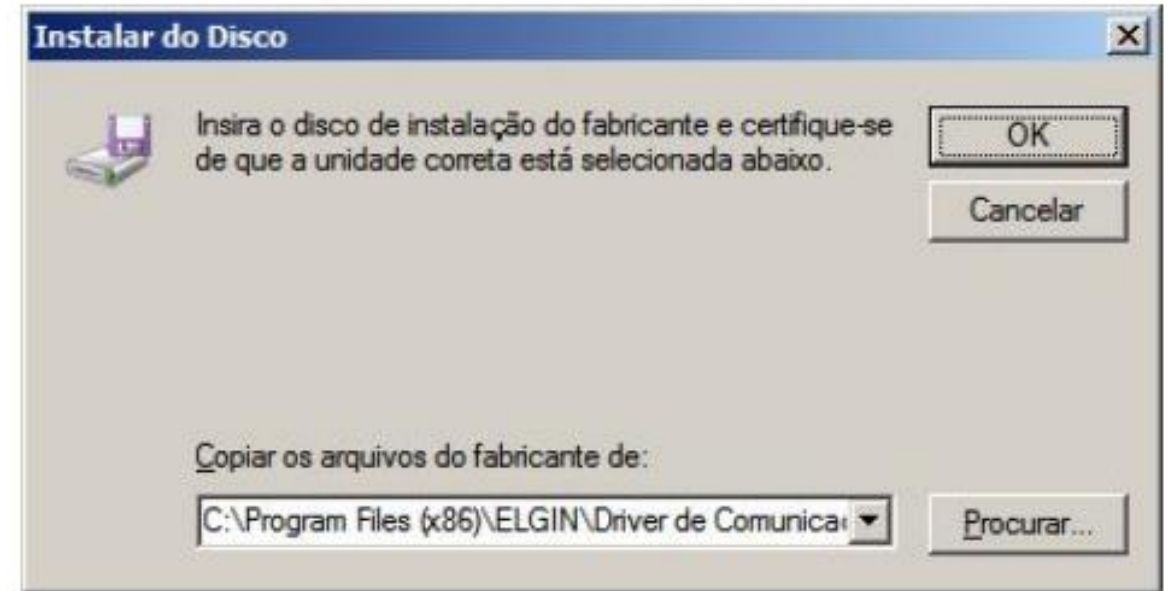 Instalar do Disco
Insira o disco de instalação do fabricante e certifique-se
de que a unidade correta está selecionada abaixo.
OK
Cancelar
Copiar os arquivos do fabricante de:
C:\Program Files (x86)\ELGIN\Driver de Comunica
Procurar...